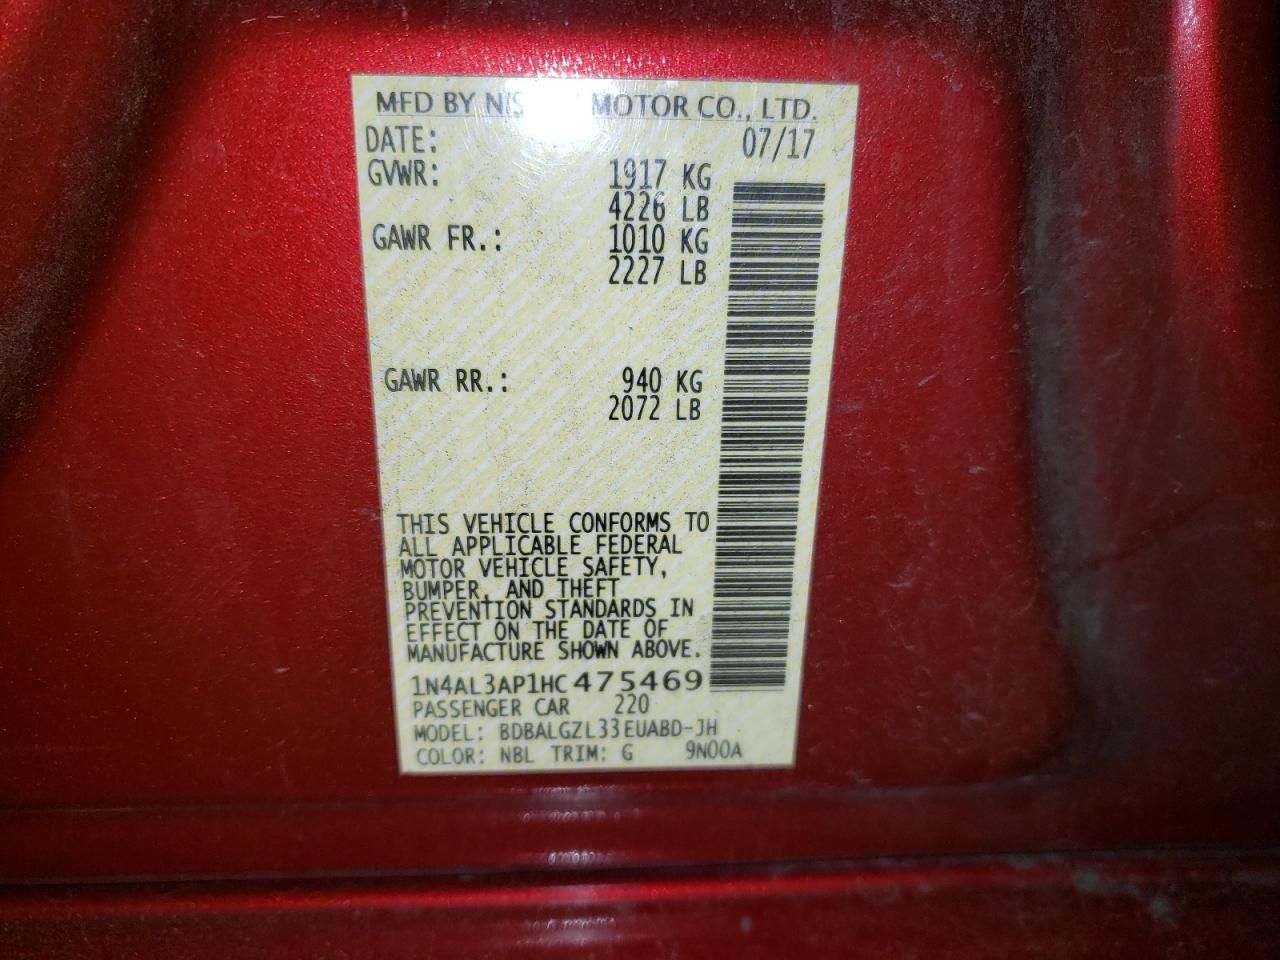 MFD BY MOTOR CO., LTD.
DATE: 07/17
GVWR: 1917 KG
4226 LB
GAWR FR.: 1010 KG
2227 LB
GAWR RR.: 940 KG
2072 LB
THIS VEHICLE CONFORMS TO
ALL APPLICABLE FEDERAL
MOTOR VEHICLE SAFETY,
BUMPER, AND THEFT
PREVENTION STANDARDS IN
EFFECT ON THE DATE OF
MANUFACTURE SHOWN ABOVE.
1N4AL3AP1HC475469
PASSENGER CAR 220
MODEL: BDBALGZL33EUABD-JH
COLOR: NBL TRIM: G 9N00A